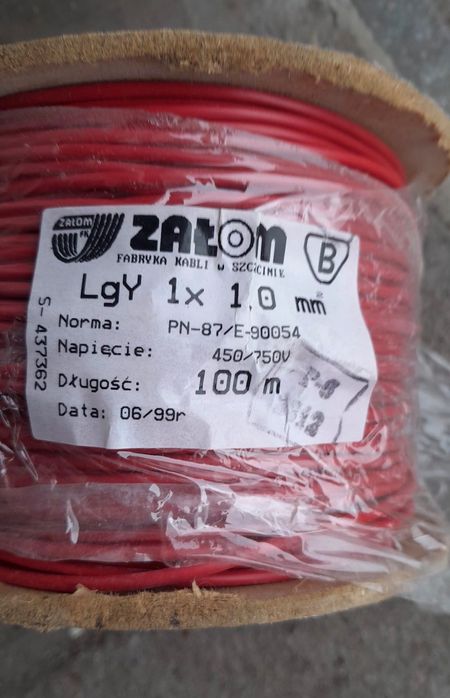 ZAŁOM
ZAŁOM
FABRYKA KABLI W SZCZECINIE
B
LgY 1x 1,0 mm²
Norma: PN-87/E-90054
Napięcie: 450/750V
Długość: 100 m
Data: 06/99r
S-437302